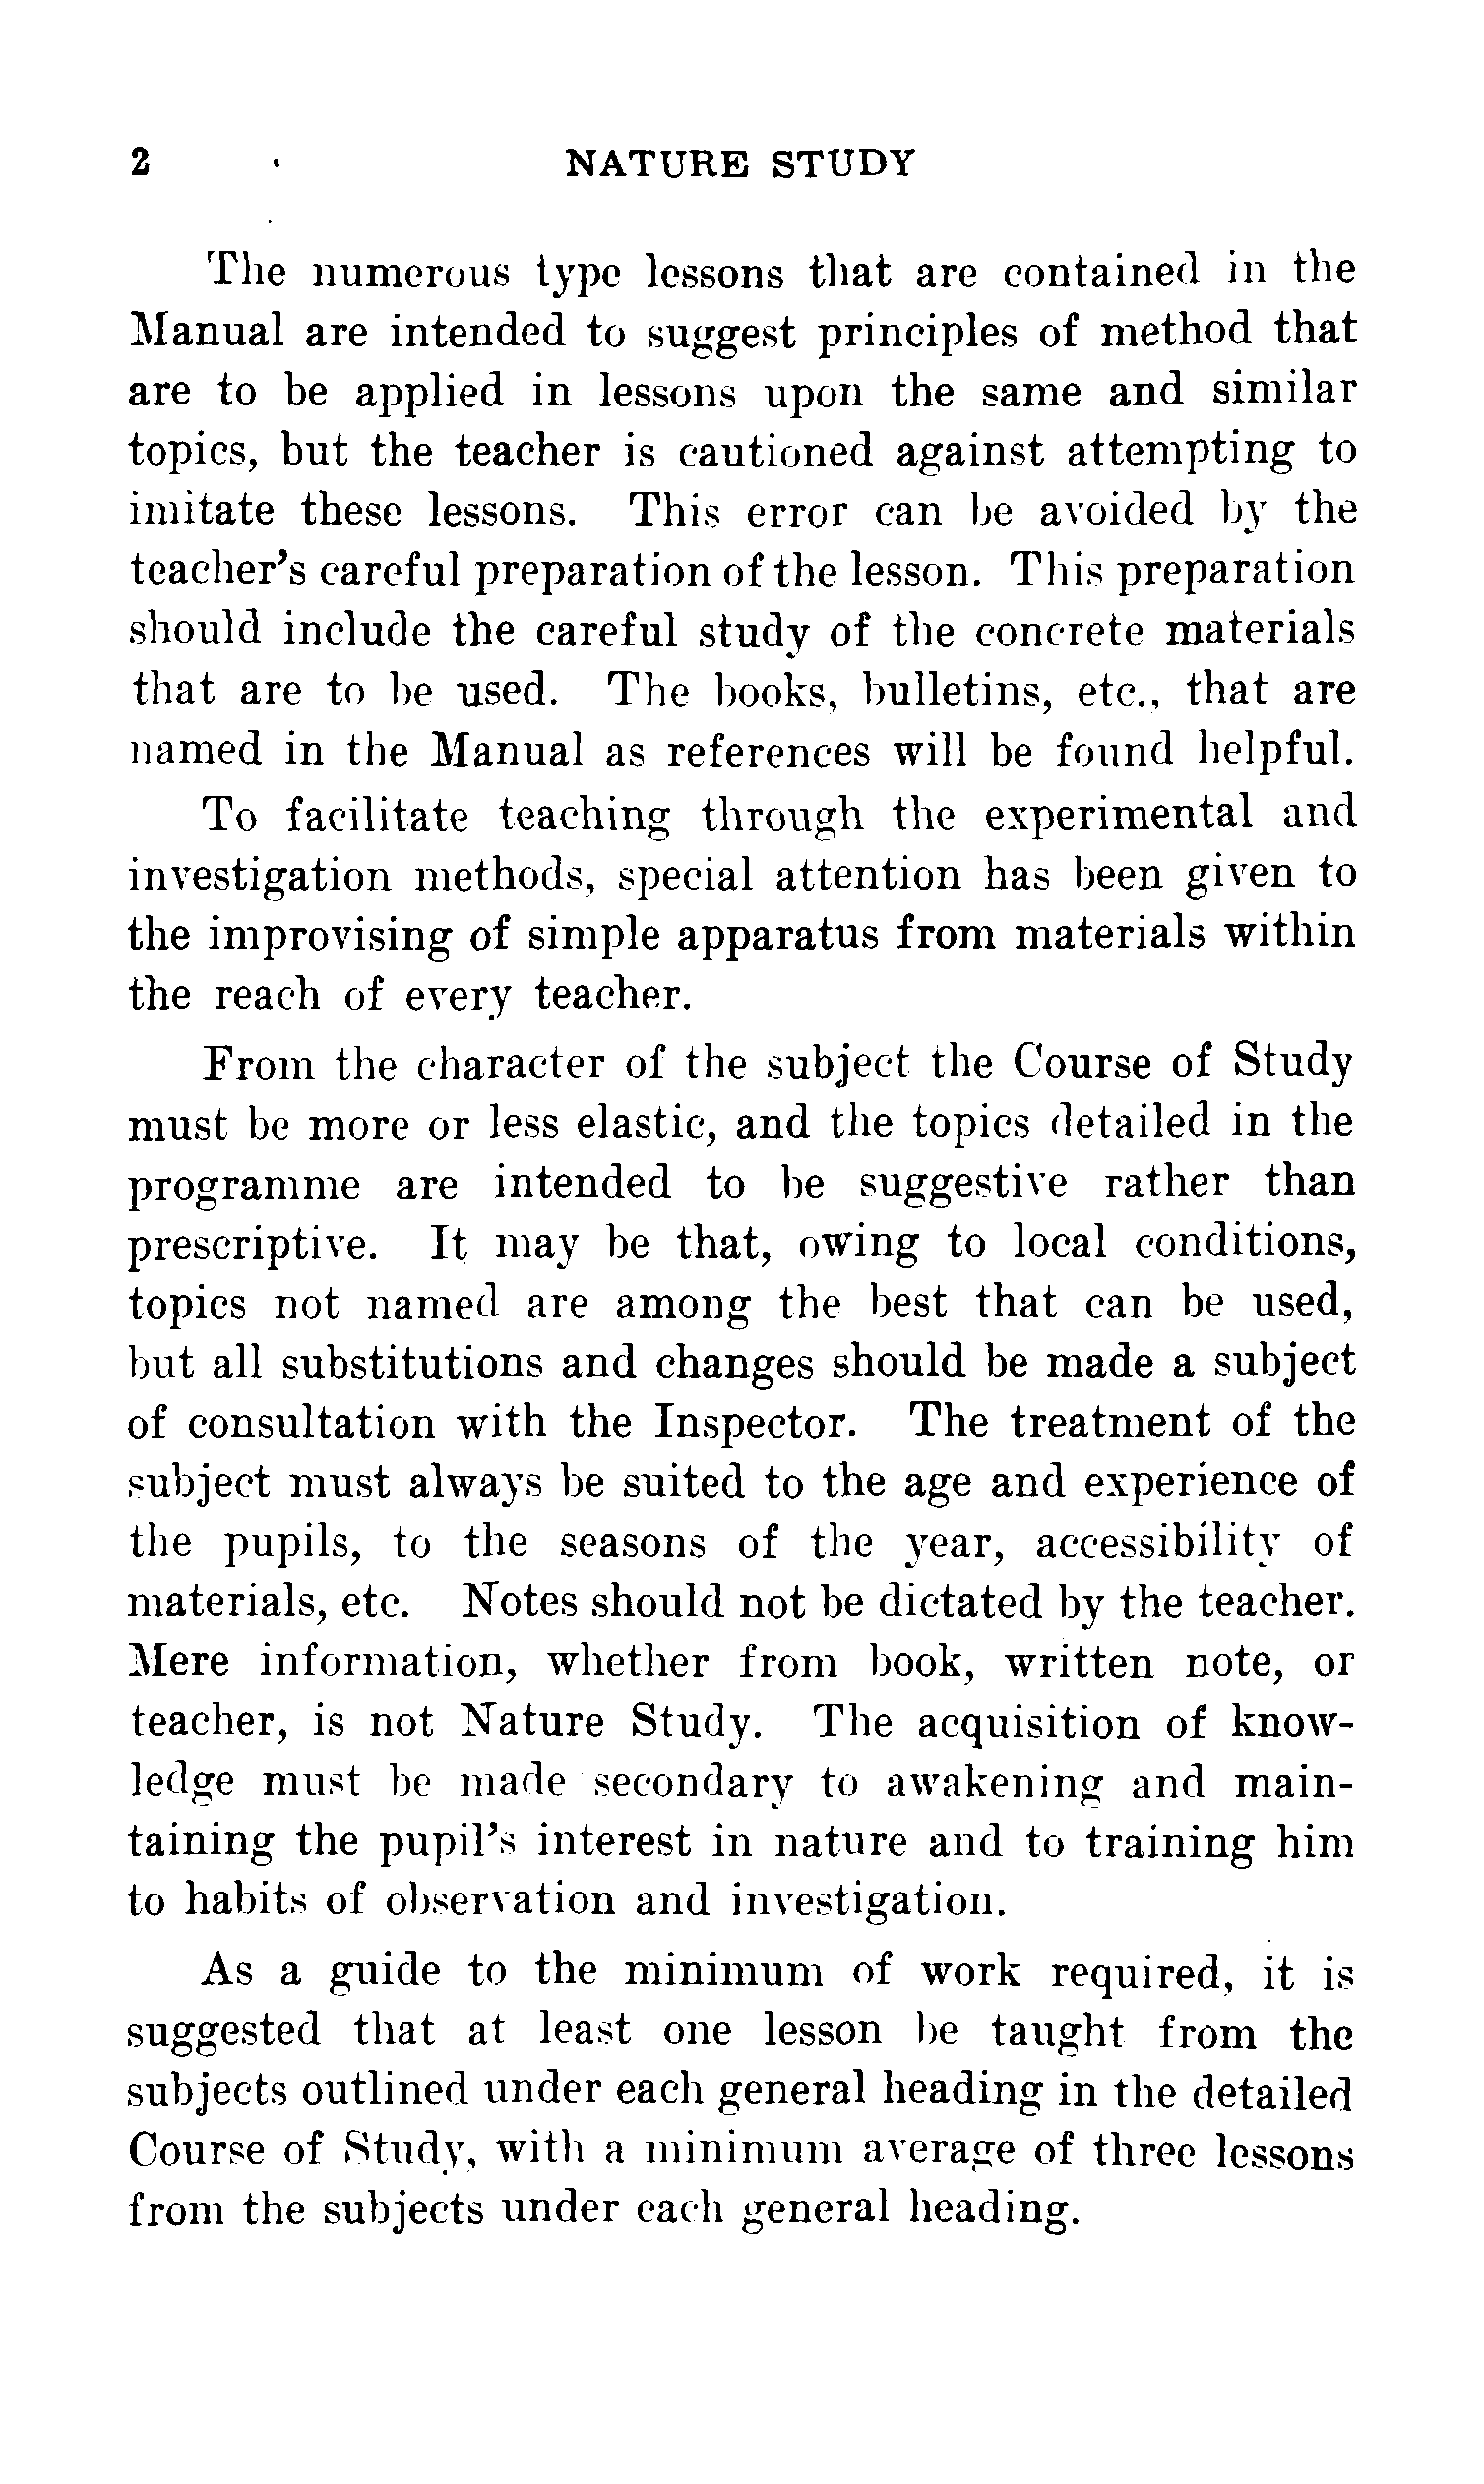 2 NATURE STUDY
The numerous type lessons that are contained in the
Manual are intended to suggest principles of method that
are to be applied in lessons upon the same and similar
topics, but the teacher is cautioned against attempting to
imitate these lessons. This error can be avoided by the
teacher's careful preparation of the lesson. This preparation
should include the careful study of the concrete materials
that are to be used. The books, bulletins, etc., that are
named in the Manual as references will be found helpful.
To facilitate teaching through the experimental and
investigation methods, special attention has been given to
the improvising of simple apparatus from materials within
the reach of every teacher.
From the character of the subject the Course of Study
must be more or less elastic, and the topics detailed in the
programme are intended to be suggestive rather than
prescriptive. It may be that, owing to local conditions,
topics not named are among the best that can be used,
but all substitutions and changes should be made a subject
of consultation with the Inspector. The treatment of the
subject must always be suited to the age and experience of
the pupils, to the seasons of the year, accessibility of
materials, etc. Notes should not be dictated by the teacher.
Mere information, whether from book, written note, or
teacher, is not Nature Study. The acquisition of know-
ledge must be made secondary to awakening and main-
taining the pupil's interest in nature and to training him
to habits of observation and investigation.
As a guide to the minimum of work required, it is
suggested that at least one lesson be taught from the
subjects outlined under each general heading in the detailed
Course of Study, with a minimum average of three lessons
from the subjects under each general heading.